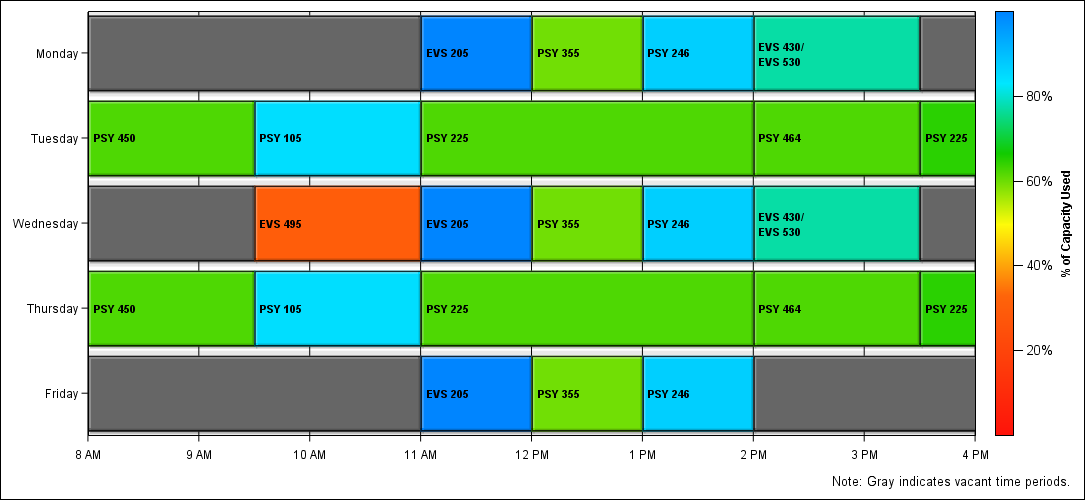 Monday
EVS 205
PSY 355
PSY 246
EVS 430/
EVS 530
Tuesday
PSY 450
PSY 105
PSY 225
PSY 464
PSY 225
Wednesday
EVS 495
EVS 205
PSY 355
PSY 246
EVS 430/
EVS 530
Thursday
PSY 450
PSY 105
PSY 225
PSY 464
PSY 225
Friday
EVS 205
PSY 355
PSY 246
8 AM
9 AM
10 AM
11 AM
12 PM
1 PM
2 PM
3 PM
4 PM
80%
60%
40%
20%
% of Capacity Used
Note: Gray indicates vacant time periods.